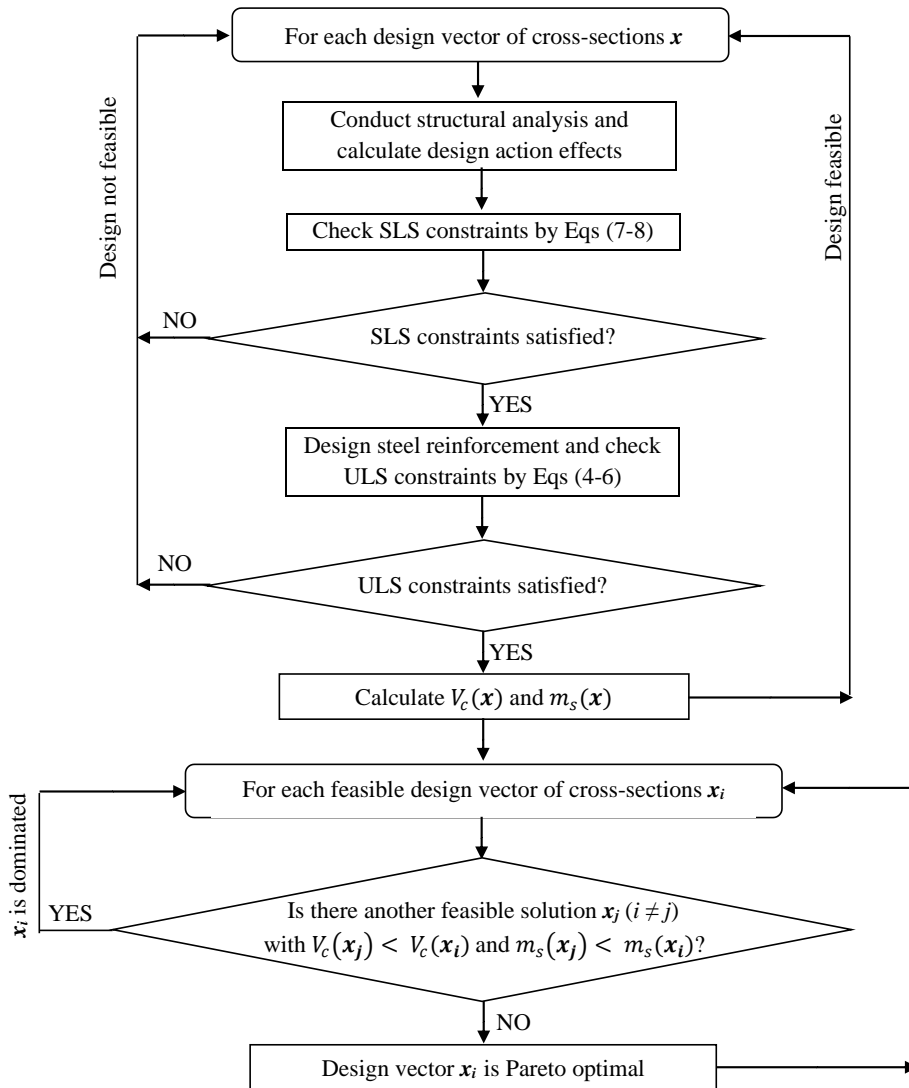 For each design vector of cross-sections x
Conduct structural analysis and
calculate design action effects
Design not feasible
Design feasible
Check SLS constraints by Eqs (7-8)
NO
SLS constraints satisfied?
YES
Design steel reinforcement and check
ULS constraints by Eqs (4-6)
NO
ULS constraints satisfied?
YES
Calculate V_c(x) and m_s(x)
For each feasible design vector of cross-sections x_i
x_i is dominated
YES
Is there another feasible solution x_j (i ≠ j)
with V_c(x_j) < V_c(x_i) and m_s(x_j) < m_s(x_i)?
NO
Design vector x_i is Pareto optimal